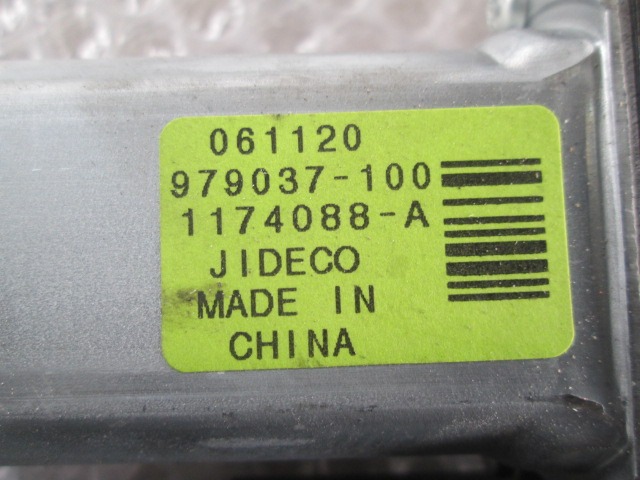 061120
979037-100
1174088-A
JIDECO
MADE IN
CHINA